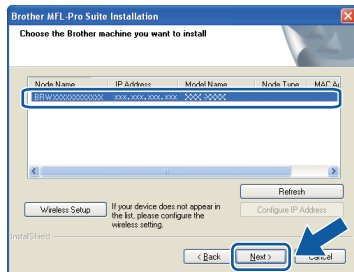 Brother MFL-Pro Suite Installation
Choose the Brother machine you want to install
Node Name IP Address Model Name Node Type MAC Ad
BRWXXXXXXXXXXXX xxx.xxx.xxx.xxx XXX-XXXX
Refresh
Wireless Setup
If your device does not appear in
the list, please configure the
wireless setting.
Configure IP Address
InstallShield
< Back
Next >
Cancel